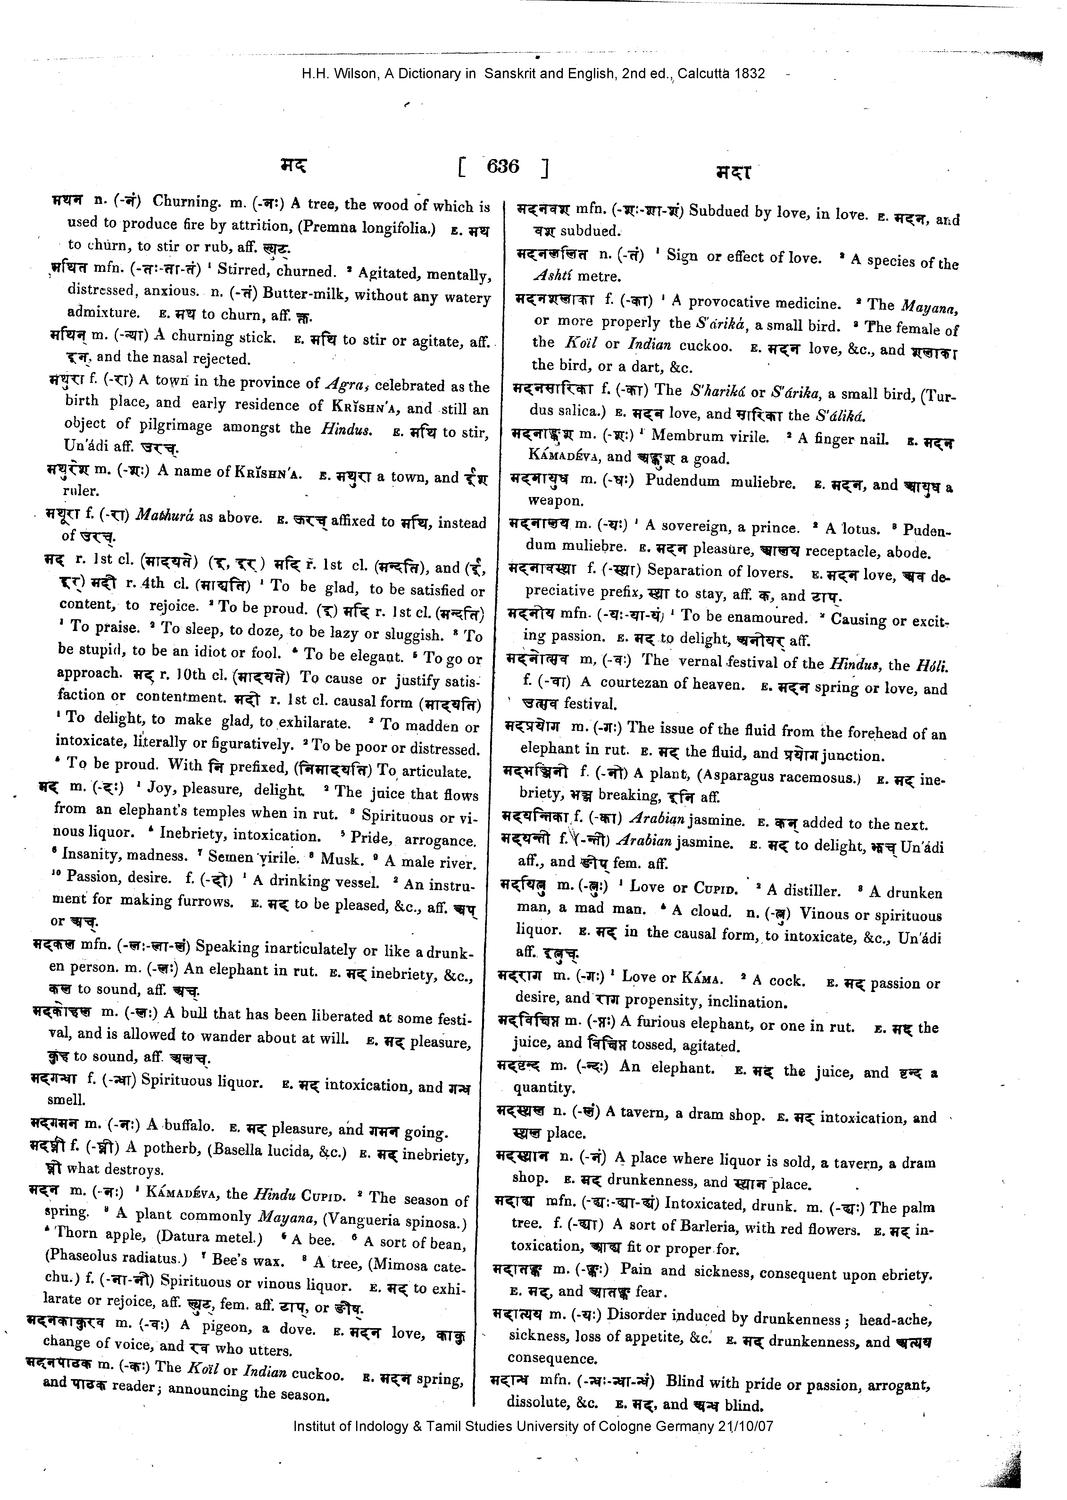 H.H. Wilson, A Dictionary in Sanskrit and English, 2nd ed., Calcutta 1832
मद [ 636 ] मदा
मथन n. (-नं) Churning. m. (-नः) A tree, the wood of which is
used to produce fire by attrition, (Premna longifolia.) E. मथ
to churn, to stir or rub, aff. ल्युट्.
मथित mfn. (-तः-ता-तं) ¹ Stirred, churned. ² Agitated, mentally,
distressed, anxious. n. (-तं) Butter-milk, without any watery
admixture. E. मथ to churn, aff. क्त.
मथिन् m. (-न्था) A churning stick. E. मथि to stir or agitate, aff.
इन्, and the nasal rejected.
मथुरा f. (-रा) A town in the province of Agra, celebrated as the
birth place, and early residence of KRĬSHN'A, and still an
object of pilgrimage amongst the Hindus. E. मथि to stir,
Un'ádi aff. उरच्.
मथुरेश m. (-शः) A name of KRĬSHN'A. E. मथुरा a town, and ईश
ruler.
मथूरा f. (-रा) Mathurá as above. E. ऊरच् affixed to मथि, instead
of उरच्.
मद r. 1st cl. (मादयते) (इ, इर्) मदि r. 1st cl. (मन्दति), and (ई,
इर्) मदी r. 4th cl. (माद्यति) ¹ To be glad, to be satisfied or
content, to rejoice. ² To be proud. (इ) मदि r. 1st cl. (मन्दति)
¹ To praise. ² To sleep, to doze, to be lazy or sluggish. ³ To
be stupid, to be an idiot or fool. ⁴ To be elegant. ⁵ To go or
approach. मद् r. 10th cl. (मादयते) To cause or justify satis-
faction or contentment. मदी r. 1st cl. causal form (मादयति)
¹ To delight, to make glad, to exhilarate. ² To madden or
intoxicate, literally or figuratively. ³ To be poor or distressed.
⁴ To be proud. With नि prefixed, (निमादयति) To articulate.
मद m. (-दः) ¹ Joy, pleasure, delight. ² The juice that flows
from an elephant's temples when in rut. ³ Spirituous or vi-
nous liquor. ⁴ Inebriety, intoxication. ⁵ Pride, arrogance.
⁶ Insanity, madness. ⁷ Semen virile. ⁸ Musk. ⁹ A male river.
¹⁰ Passion, desire. f. (-दी) ¹ A drinking vessel. ² An instru-
ment for making furrows. E. मद् to be pleased, &c., aff. अप्
or अच्.
मदकल mfn. (-लः-ला-लं) Speaking inarticulately or like a drunk-
en person. m. (-लः) An elephant in rut. E. मद inebriety, &c.,
कल to sound, aff. अच्.
मदकोहल m. (-लः) A bull that has been liberated at some festi-
val, and is allowed to wander about at will. E. मद pleasure,
to sound, aff. अलच्.
मदगन्धा f. (-न्धा) Spirituous liquor. E. मद intoxication, and गन्ध
smell.
मदगमन m. (-नः) A buffalo. E. मद pleasure, and गमन going.
मदघ्नी f. (-घ्नी) A potherb, (Basella lucida, &c.) E. मद inebriety,
घ्नी what destroys.
मदन m. (-नः) ¹ KÁMADÉVA, the Hindu CUPID. ² The season of
spring. ³ A plant commonly Mayana, (Vangueria spinosa.)
⁴ Thorn apple, (Datura metel.) ⁵ A bee. ⁶ A sort of bean,
(Phaseolus radiatus.) ⁷ Bee's wax. ⁸ A tree, (Mimosa cate-
chu.) f. (-ना-नी) Spirituous or vinous liquor. E. मद to exhi-
larate or rejoice, aff. ल्युट्, fem. aff. टाप्, or ङीष्.
मदनकाकुरव m. (-वः) A pigeon, a dove. E. मदन love, काकु
change of voice, and रव who utters.
मदनपाठक m. (-कः) The Koïl or Indian cuckoo. E. मदन spring,
and पाठक reader; announcing the season.
मदनवश mfn. (-शः-शा-शं) Subdued by love, in love. E. मदन, and
वश subdued.
मदनललित n. (-तं) ¹ Sign or effect of love. ² A species of the
Ashtí metre.
मदनशलाका f. (-का) ¹ A provocative medicine. ² The Mayana,
or more properly the S'áriká, a small bird. ³ The female of
the Koïl or Indian cuckoo. E. मदन love, &c., and शलाका
the bird, or a dart, &c.
मदनसारिका f. (-का) The S'hariká or S'árika, a small bird, (Tur-
dus salica.) E. मदन love, and सारिका the S'áliká.
मदनाङ्कुश m. (-शः) ¹ Membrum virile. ² A finger nail. E. मदन
KÁMADÉVA, and अङ्कुश a goad.
मदनायुध m. (-धः) Pudendum muliebre. E. मदन, and आयुध a
weapon.
मदनालय m. (-यः) ¹ A sovereign, a prince. ² A lotus. ³ Puden-
dum muliebre. E. मदन pleasure, आलय receptacle, abode.
मदनावस्था f. (-स्था) Separation of lovers. E. मदन love, अव de-
preciative prefix, स्था to stay, aff. क, and टाप्.
मदनीय mfn. (-यः-या-यं) ¹ To be enamoured. ² Causing or excit-
ing passion. E. मद् to delight, अनीयर् aff.
मदनोत्सव m. (-वः) The vernal festival of the Hindus, the Hóli.
f. (-वा) A courtezan of heaven. E. मदन spring or love, and
उत्सव festival.
मदप्रयोग m. (-गः) The issue of the fluid from the forehead of an
elephant in rut. E. मद the fluid, and प्रयोग junction.
मदभञ्जिनी f. (-नी) A plant, (Asparagus racemosus.) E. मद ine-
briety, भञ्ज breaking, इनि aff.
मदयन्तिका f. (-का) Arabian jasmine. E. कन् added to the next.
मदयन्ती f. (-न्ती) Arabian jasmine. E. मद to delight, झच् Un'ádi
aff., and ङीप् fem. aff.
मदयित्नु m. (-त्नुः) ¹ Love or CUPID. ² A distiller. ³ A drunken
man, a mad man. ⁴ A cloud. n. (-त्नु) Vinous or spirituous
liquor. E. मद् in the causal form, to intoxicate, &c., Un'ádi
aff. इत्नुच्.
मदराग m. (-गः) ¹ Love or KÁMA. ² A cock. E. मद passion or
desire, and राग propensity, inclination.
मदविक्षिप्त m. (-प्तः) A furious elephant, or one in rut. E. मद the
juice, and विक्षिप्त tossed, agitated.
मदवृन्द m. (-न्दः) An elephant. E. मद the juice, and वृन्द a
quantity.
मदस्थल n. (-लं) A tavern, a dram shop. E. मद intoxication, and
स्थल place.
मदस्थान n. (-नं) A place where liquor is sold, a tavern, a dram
shop. E. मद drunkenness, and स्थान place.
मदाढ्य mfn. (-ढ्यः-ढ्या-ढ्यं) Intoxicated, drunk. m. (-ढ्यः) The palm
tree. f. (-ढ्या) A sort of Barleria, with red flowers. E. मद in-
toxication, आढ्य fit or proper for.
मदातङ्क m. (-ङ्कः) Pain and sickness, consequent upon ebriety.
E. मद, and आतङ्क fear.
मदात्यय m. (-यः) Disorder induced by drunkenness; head-ache,
sickness, loss of appetite, &c. E. मद drunkenness, and अत्यय
consequence.
मदान्ध mfn. (-न्धः-न्धा-न्धं) Blind with pride or passion, arrogant,
dissolute, &c. E. मद, and अन्ध blind.
Institut of Indology & Tamil Studies University of Cologne Germany 21/10/07